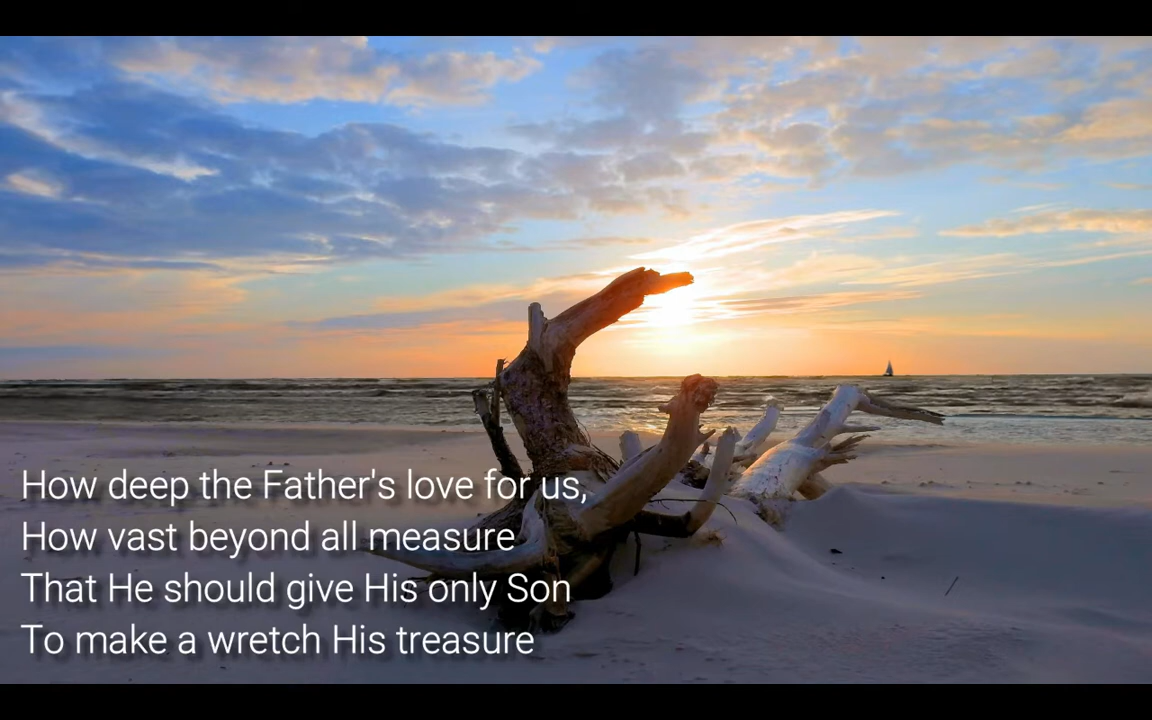 How deep the Father's love for us,
How vast beyond all measure
That He should give His only Son
To make a wretch His treasure